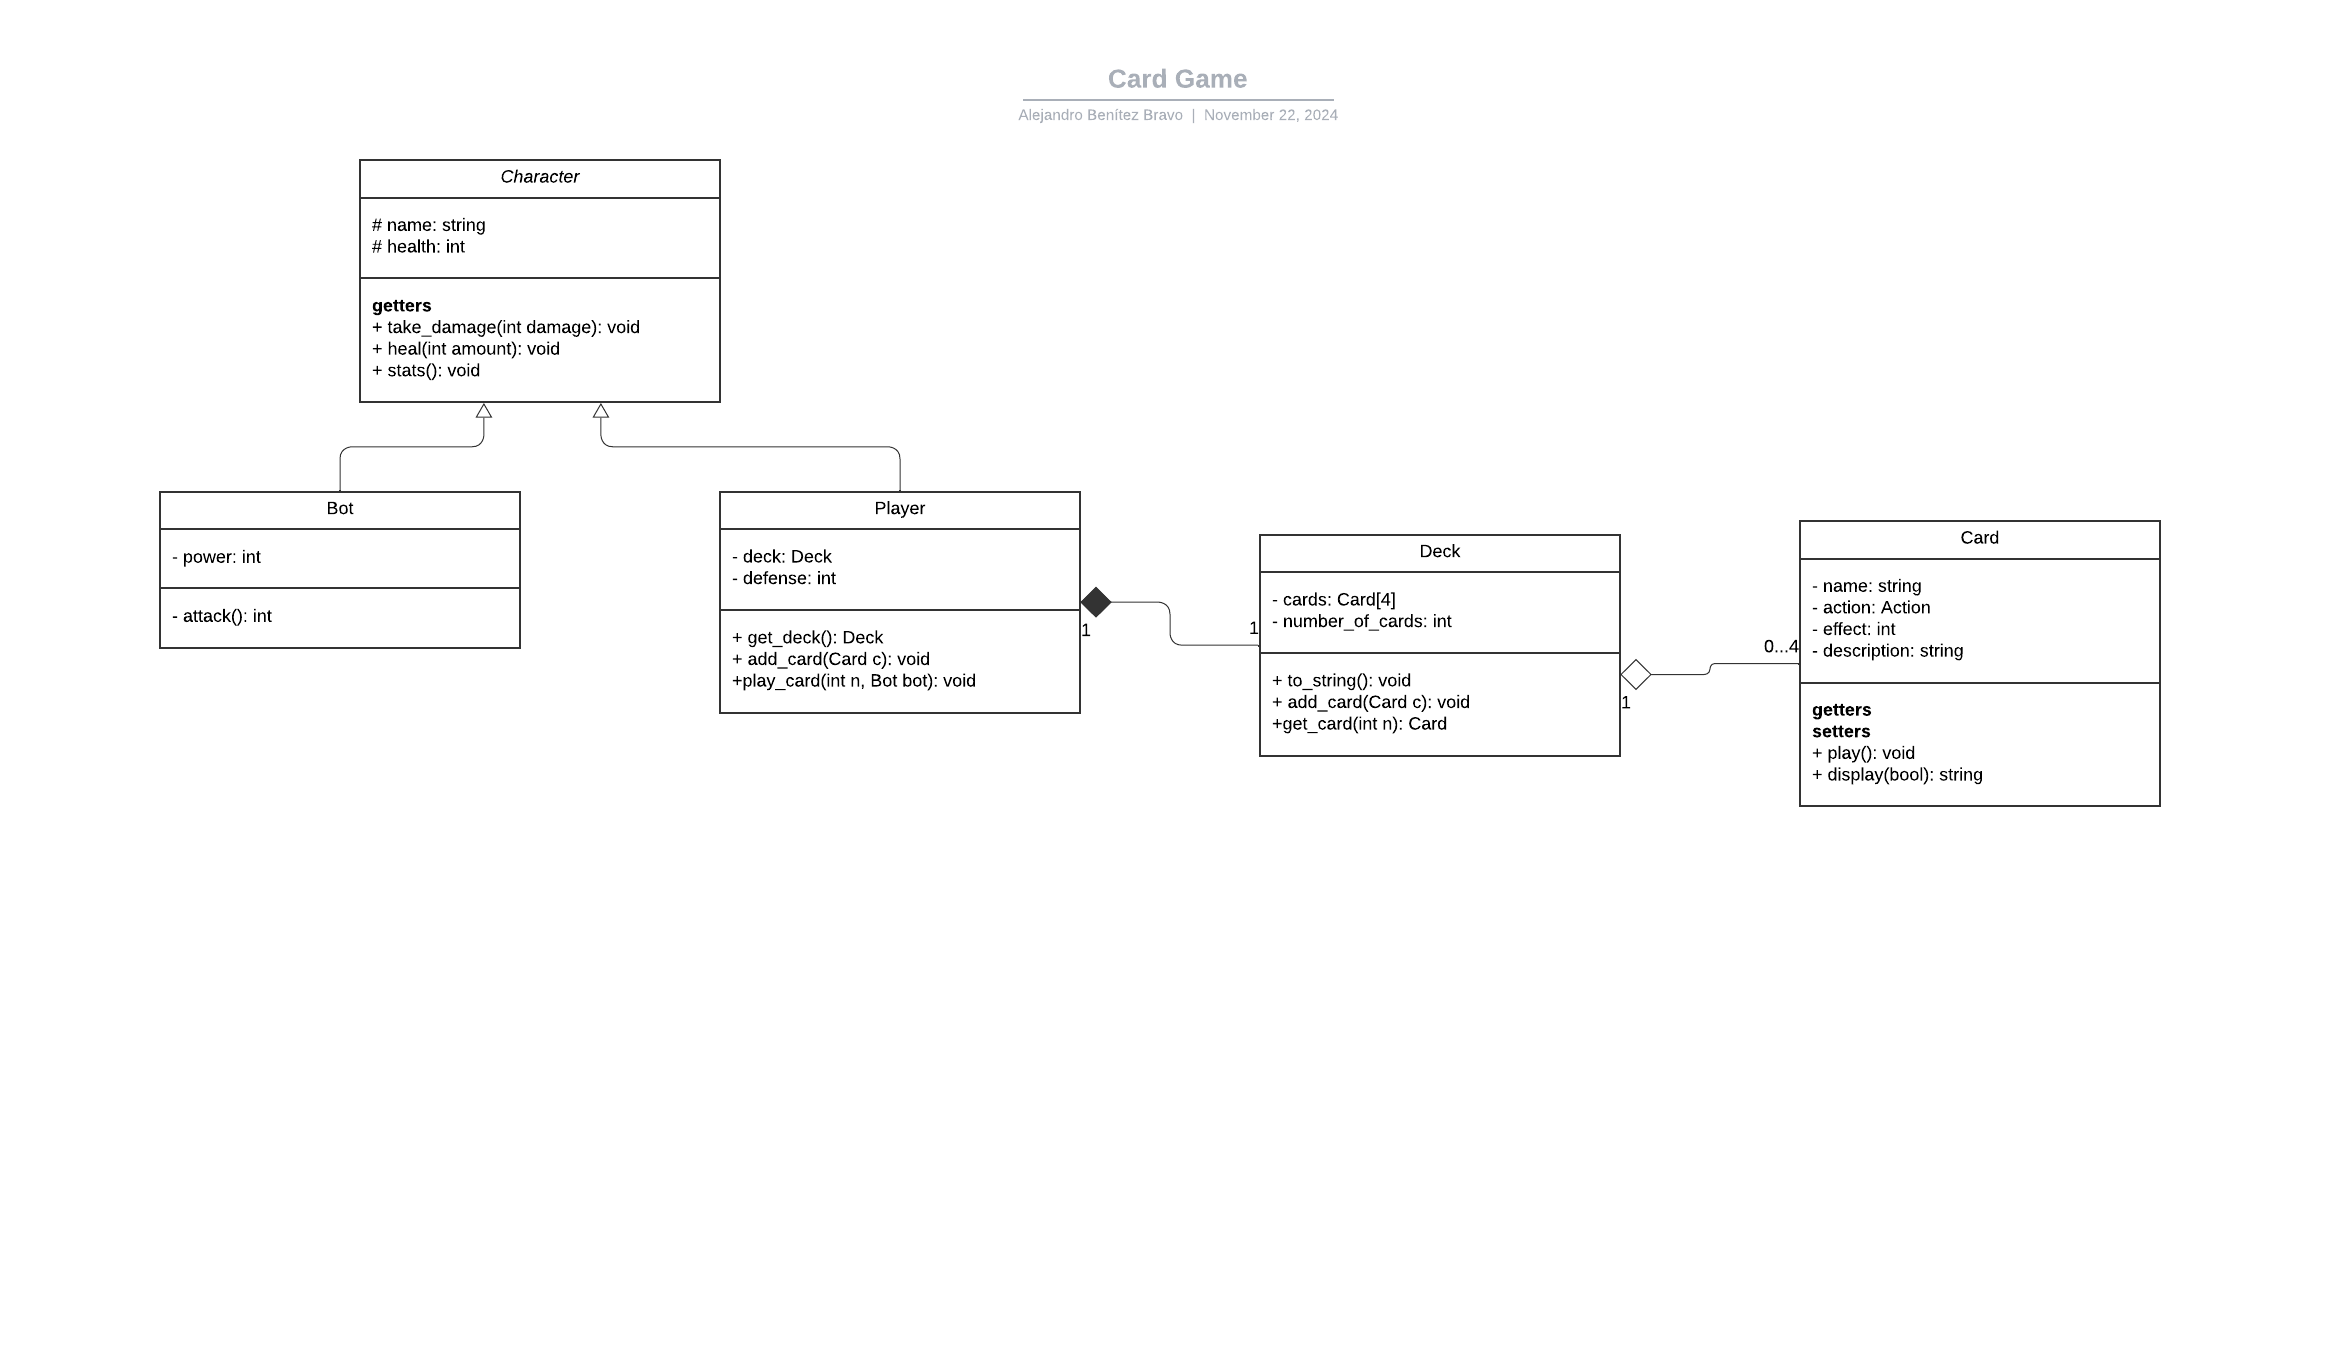 Card Game
Alejandro Benítez Bravo | November 22, 2024
Character
# name: string
# health: int
getters
+ take_damage(int damage): void
+ heal(int amount): void
+ stats(): void
Bot
- power: int
- attack(): int
Player
- deck: Deck
- defense: int
+ get_deck(): Deck
+ add_card(Card c): void
+play_card(int n, Bot bot): void
1
1
Deck
- cards: Card[4]
- number_of_cards: int
+ to_string(): void
+ add_card(Card c): void
+get_card(int n): Card
1
0...4
Card
- name: string
- action: Action
- effect: int
- description: string
getters
setters
+ play(): void
+ display(bool): string